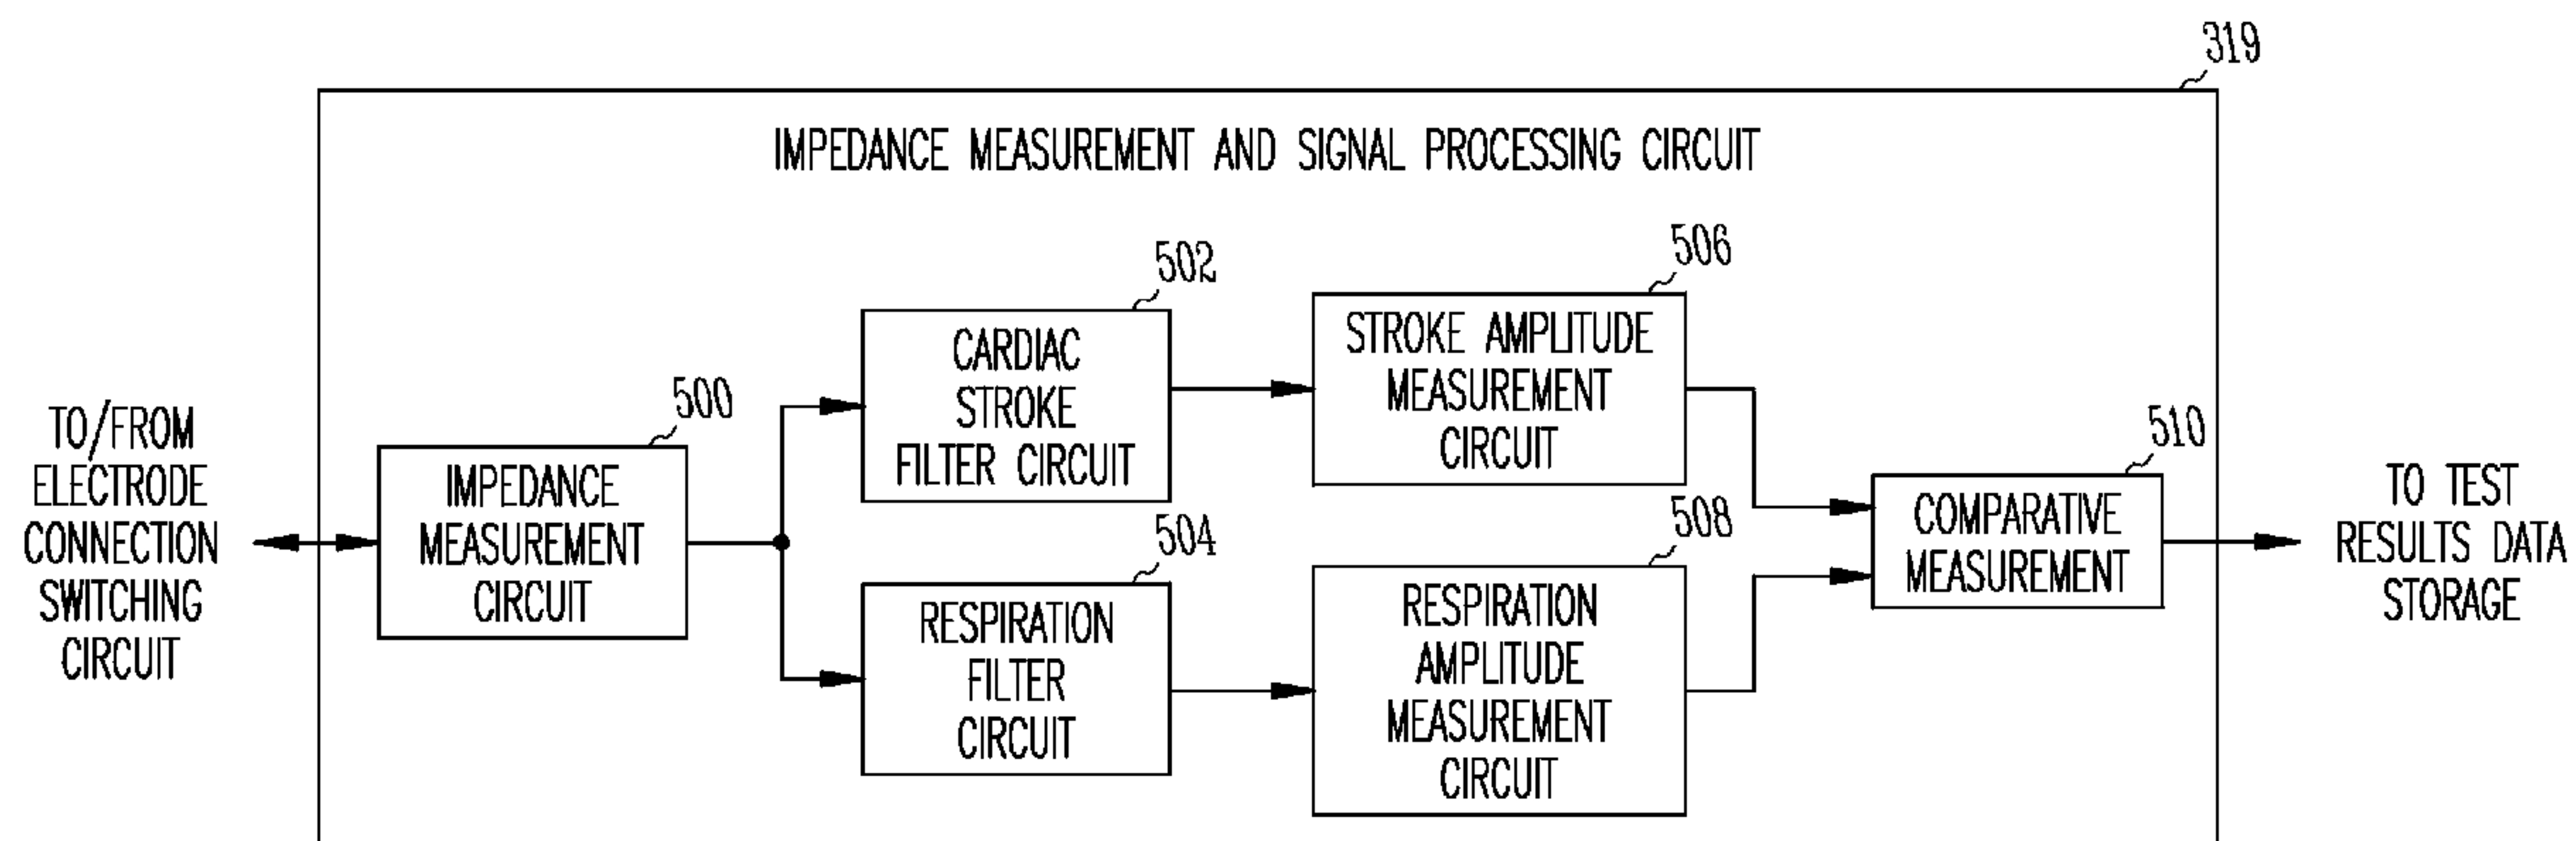 319
IMPEDANCE MEASUREMENT AND SIGNAL PROCESSING CIRCUIT
TO/FROM
ELECTRODE
CONNECTION
SWITCHING
CIRCUIT
500
IMPEDANCE
MEASUREMENT
CIRCUIT
502
CARDIAC
STROKE
FILTER CIRCUIT
504
RESPIRATION
FILTER
CIRCUIT
506
STROKE AMPLITUDE
MEASUREMENT
CIRCUIT
508
RESPIRATION
AMPLITUDE
MEASUREMENT
CIRCUIT
510
COMPARATIVE
MEASUREMENT
TO TEST
RESULTS DATA
STORAGE